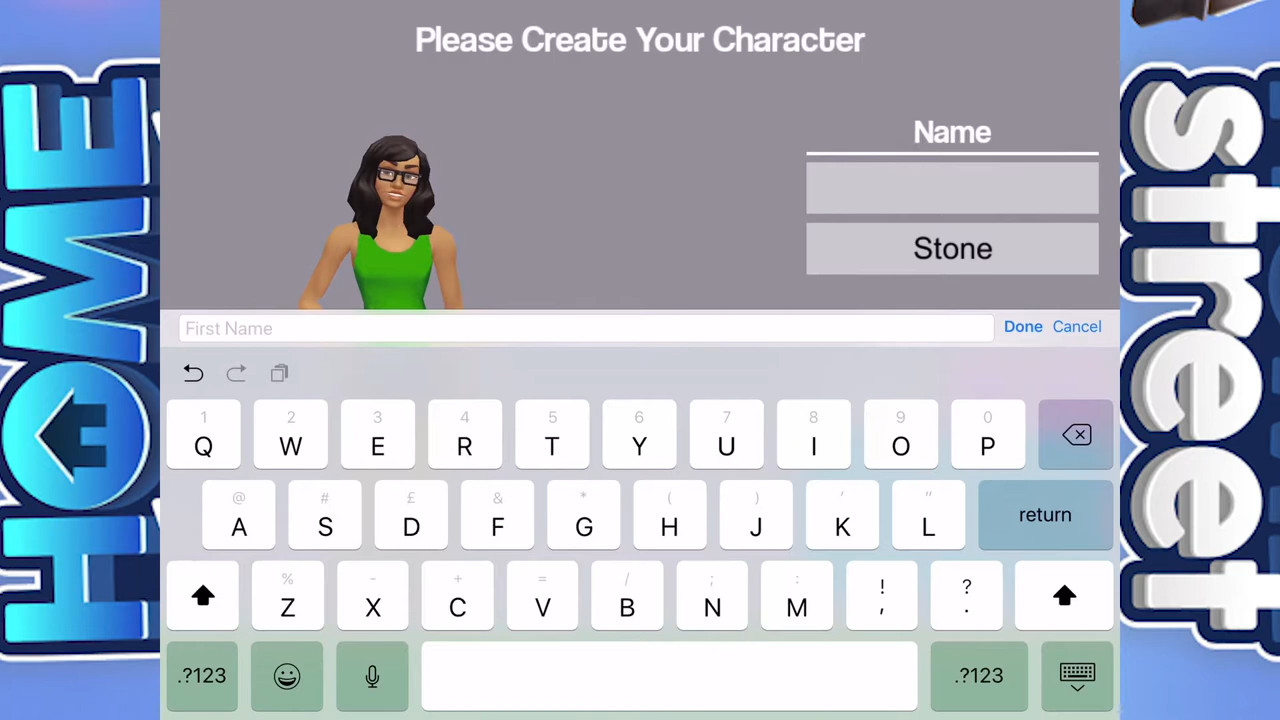 HOME
Please Create Your Character
Name
Stone
First Name
Done Cancel
1 2 3 4 5 6 7 8 9 0
Q W E R T Y U I O P
@ # £ & * ( ) ' "
A S D F G H J K L return
% - + = / ; : ! ?
Z X C V B N M , .
.?123 .?123
street